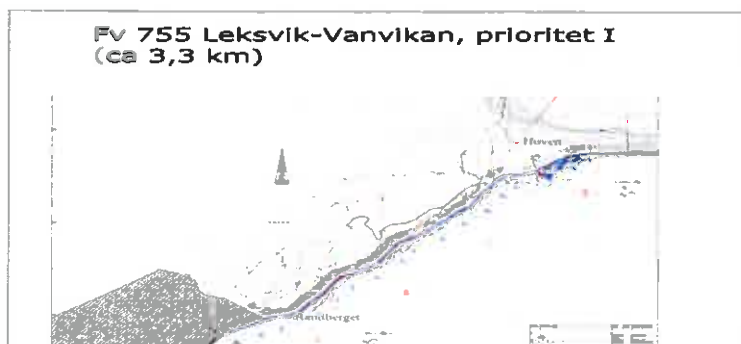 Fv 755 Leksvik-Vanvikan, prioritet I
(ca 3,3 km)
Hoven
Randberget